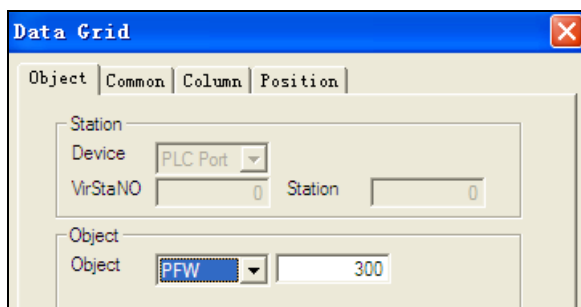 Data Grid
Object Common Column Position
Station
Device PLC Port
VirStaNO 0 Station 0
Object
Object PFW 300